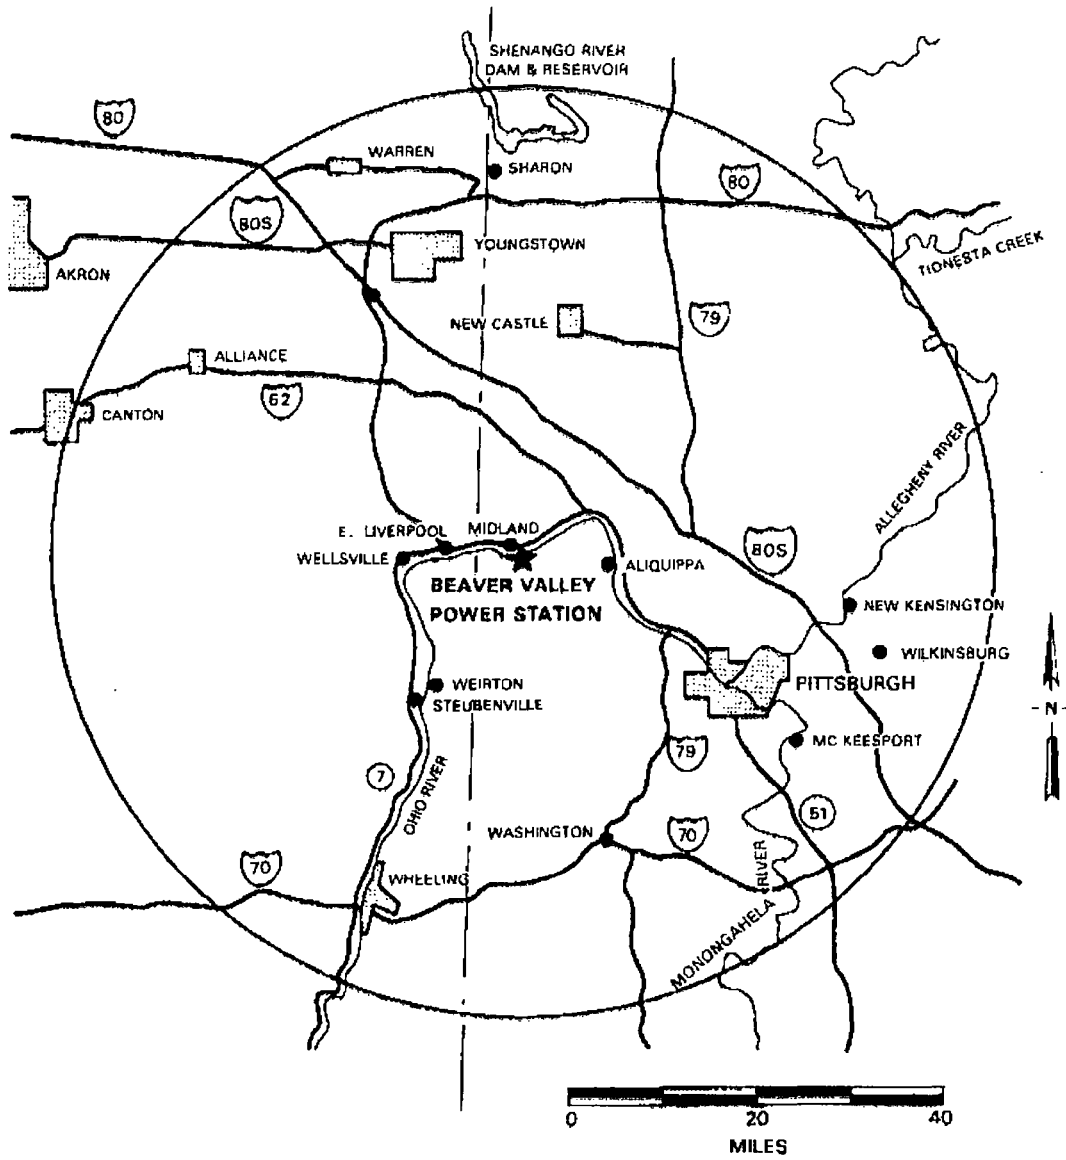 SHENANGO RIVER
DAM & RESERVOIR
80
WARREN
SHARON
80
80S
YOUNGSTOWN
AKRON
TIONESTA CREEK
NEW CASTLE
79
ALLIANCE
62
CANTON
ALLEGHENY RIVER
E. LIVERPOOL
MIDLAND
WELLSVILLE
80S
ALIQUIPPA
BEAVER VALLEY
POWER STATION
NEW KENSINGTON
WILKINSBURG
PITTSBURGH
WEIRTON
STEUBENVILLE
- N -
MC KEESPORT
79
7
OHIO RIVER
51
WASHINGTON
70
70
WHEELING
MONONGAHELA RIVER
0 20 40
MILES